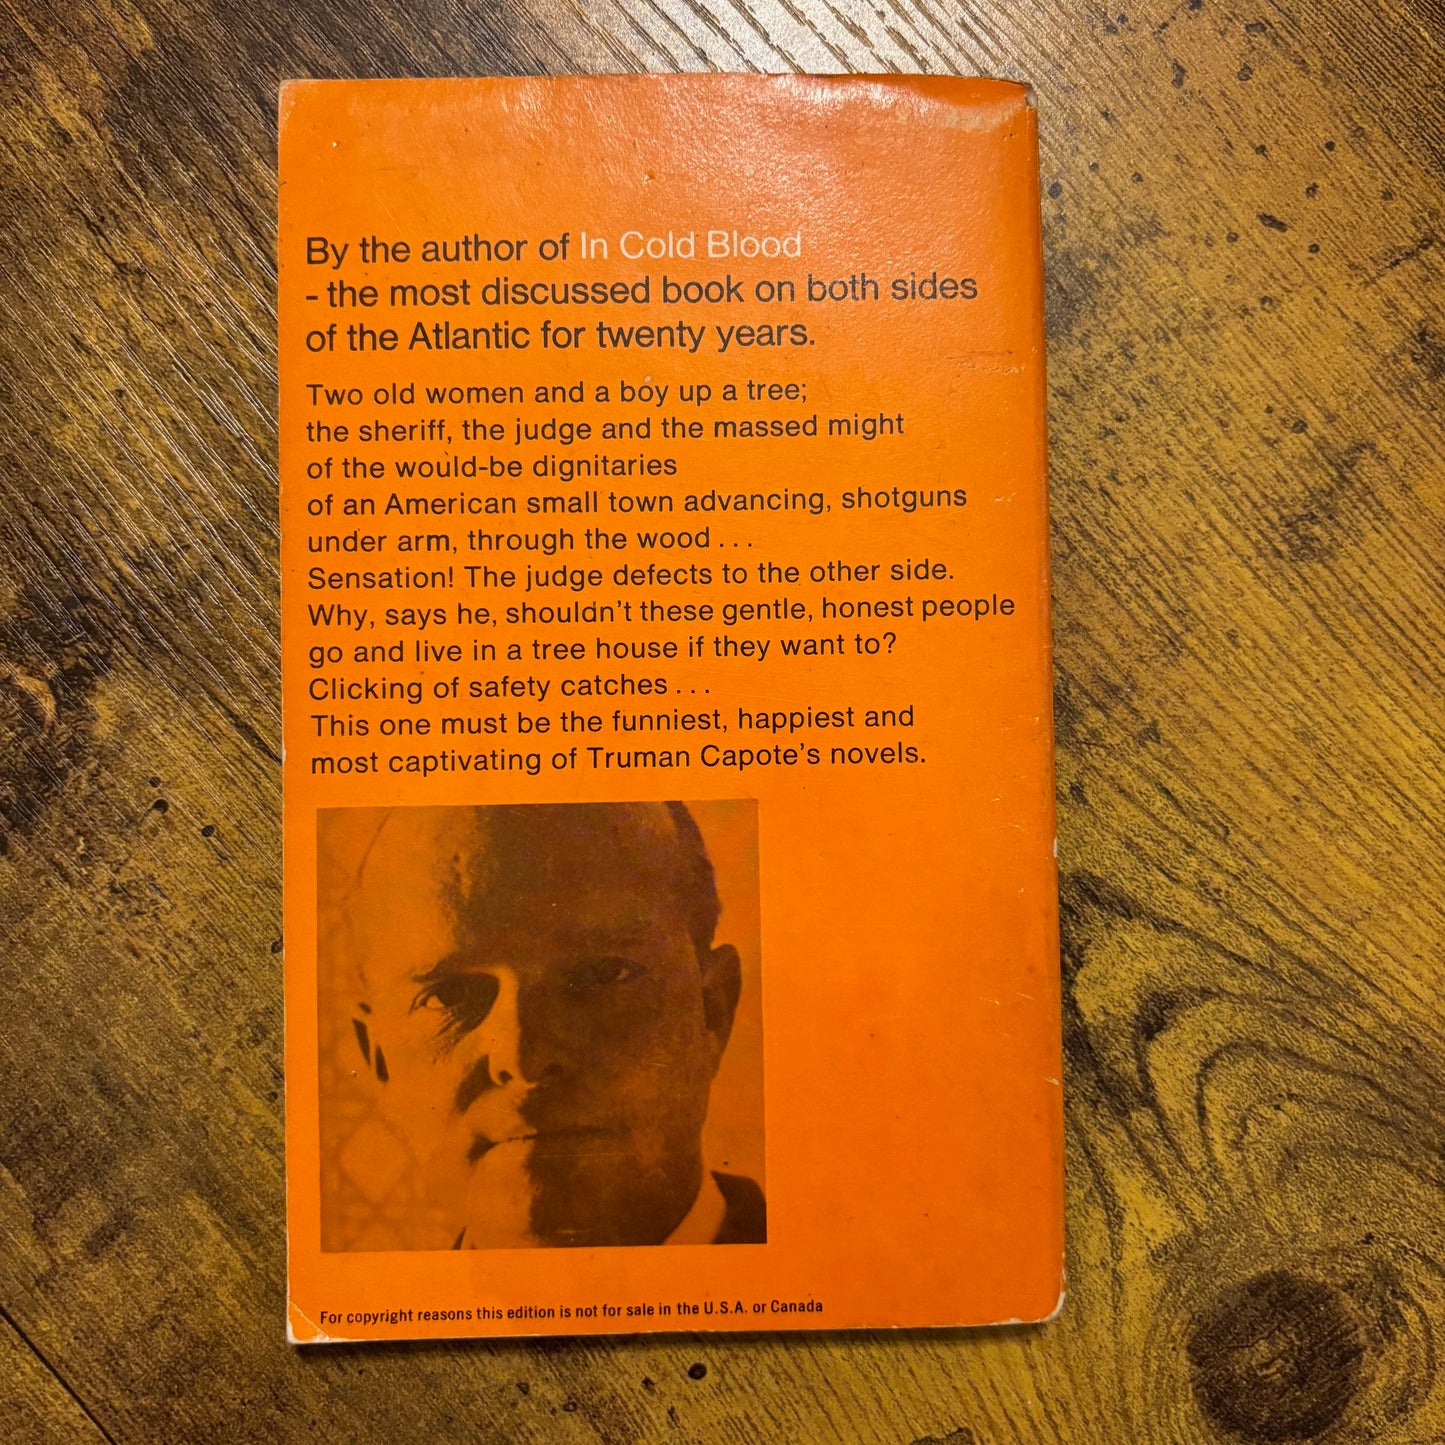 By the author of In Cold Blood
- the most discussed book on both sides
of the Atlantic for twenty years.
Two old women and a boy up a tree;
the sheriff, the judge and the massed might
of the would-be dignitaries
of an American small town advancing, shotguns
under arm, through the wood . . .
Sensation! The judge defects to the other side.
Why, says he, shouldn't these gentle, honest people
go and live in a tree house if they want to?
Clicking of safety catches . . .
This one must be the funniest, happiest and
most captivating of Truman Capote's novels.
For copyright reasons this edition is not for sale in the U.S.A. or Canada